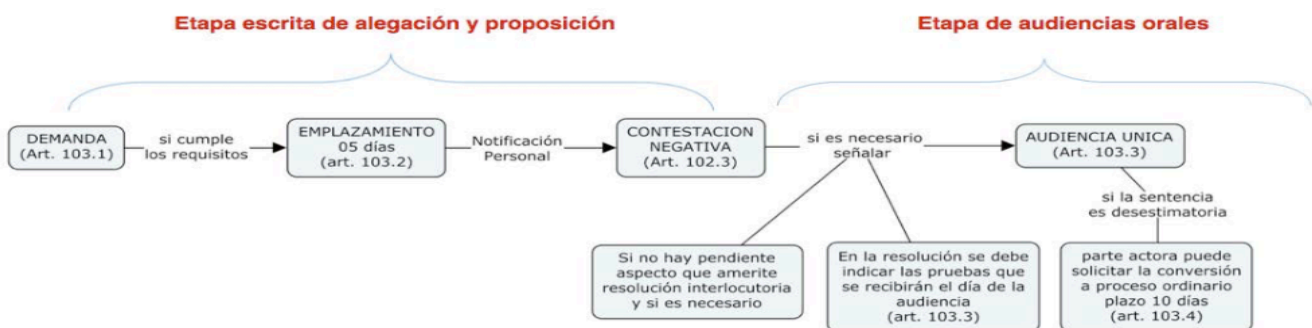 Etapa escrita de alegación y proposición
Etapa de audiencias orales
DEMANDA
(Art. 103.1)
si cumple
los requisitos
EMPLAZAMIENTO
05 días
(art. 103.2)
Notificación
Personal
CONTESTACION
NEGATIVA
(Art. 102.3)
si es necesario
señalar
AUDIENCIA UNICA
(Art. 103.3)
si la sentencia
es desestimatoria
Si no hay pendiente
aspecto que amerite
resolución interlocutoria
y si es necesario
En la resolución se debe
indicar las pruebas que
se recibirán el día de la
audiencia
(art. 103.3)
parte actora puede
solicitar la conversión
a proceso ordinario
plazo 10 días
(art. 103.4)